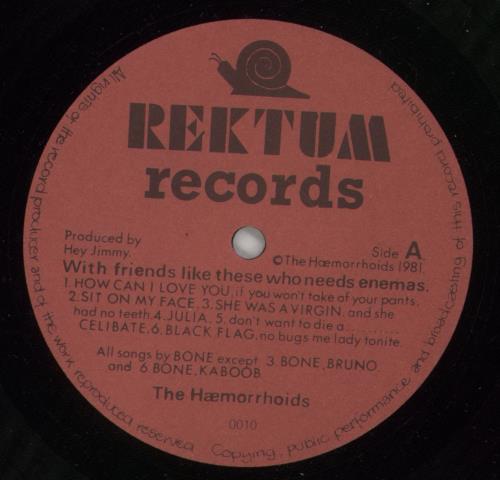 REKTUM
records
Produced by
Hey Jimmy.
Side A
©The Hæmorrhoids 1981.
With friends like these who needs enemas.
1. HOW CAN I LOVE YOU, if you won't take of your pants.
2. SIT ON MY FACE, 3. SHE WAS A VIRGIN, and she
had no teeth. 4. JULIA. 5. don't want to die a...........
CELIBATE. 6. BLACK FLAG, no bugs me lady tonite.
All songs by BONE except 3. BONE, BRUNO.
and 6. BONE, KABOOB
The Hæmorrhoids
0010
All rights of the record producer and of the work reproduced reserved Copying, public performance and broadcasting of this record prohibited